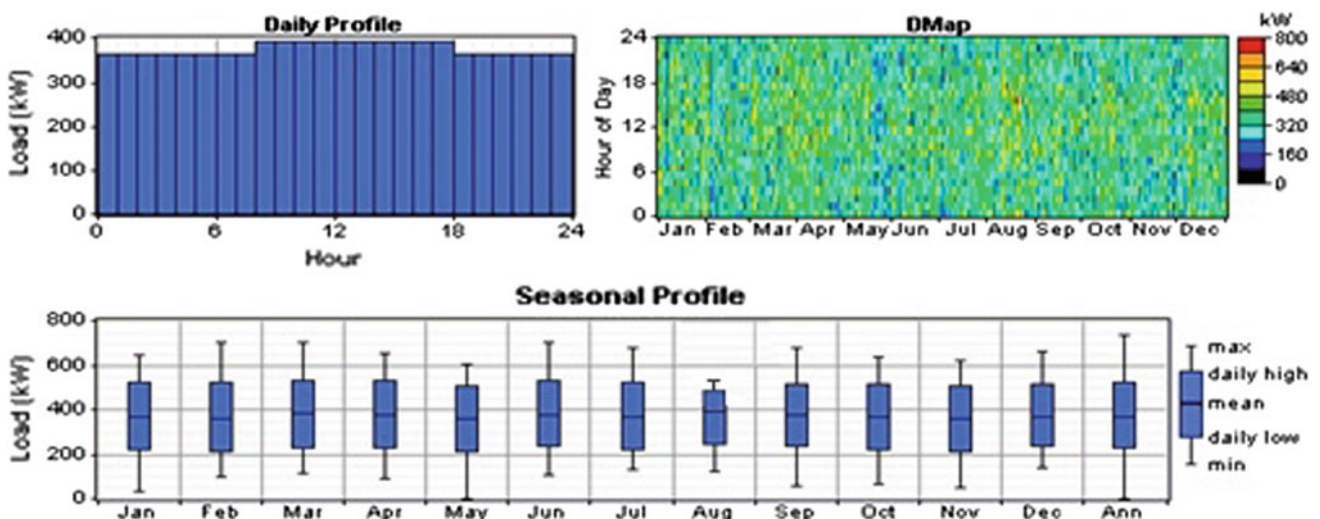 Daily Profile
400
300
200
100
0
Load (kW)
0 6 12 18 24
Hour
DMap
24
18
12
6
0
Hour of Day
Jan Feb Mar Apr May Jun Jul Aug Sep Oct Nov Dec
kW
800
640
480
320
160
0
Seasonal Profile
800
600
400
200
0
Load (kW)
Jan Feb Mar Apr May Jun Jul Aug Sep Oct Nov Dec Ann
max
daily high
mean
daily low
min